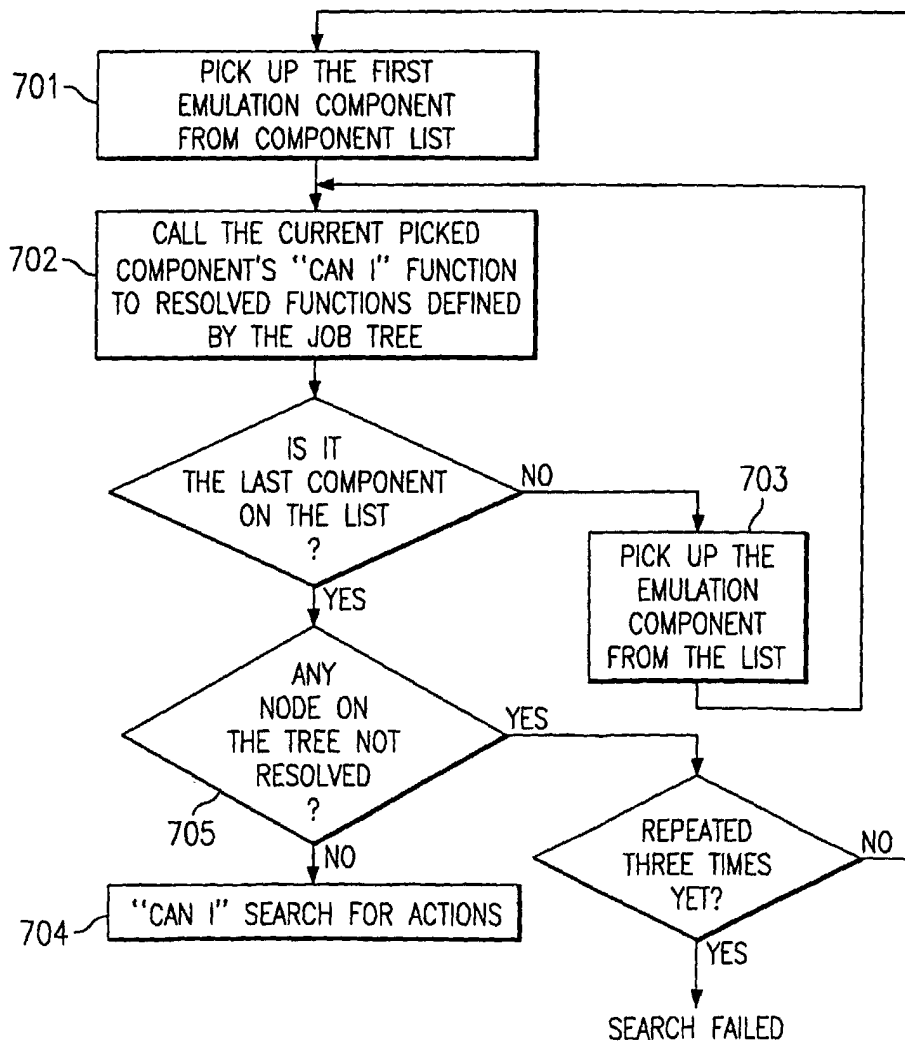 701
PICK UP THE FIRST
EMULATION COMPONENT
FROM COMPONENT LIST
702
CALL THE CURRENT PICKED
COMPONENT'S "CAN I" FUNCTION
TO RESOLVED FUNCTIONS DEFINED
BY THE JOB TREE
IS IT
THE LAST COMPONENT
ON THE LIST
?
NO
YES
703
PICK UP THE
EMULATION
COMPONENT
FROM THE LIST
ANY
NODE ON
THE TREE NOT
RESOLVED
?
705
YES
NO
REPEATED
THREE TIMES
YET?
NO
YES
704
"CAN I" SEARCH FOR ACTIONS
SEARCH FAILED